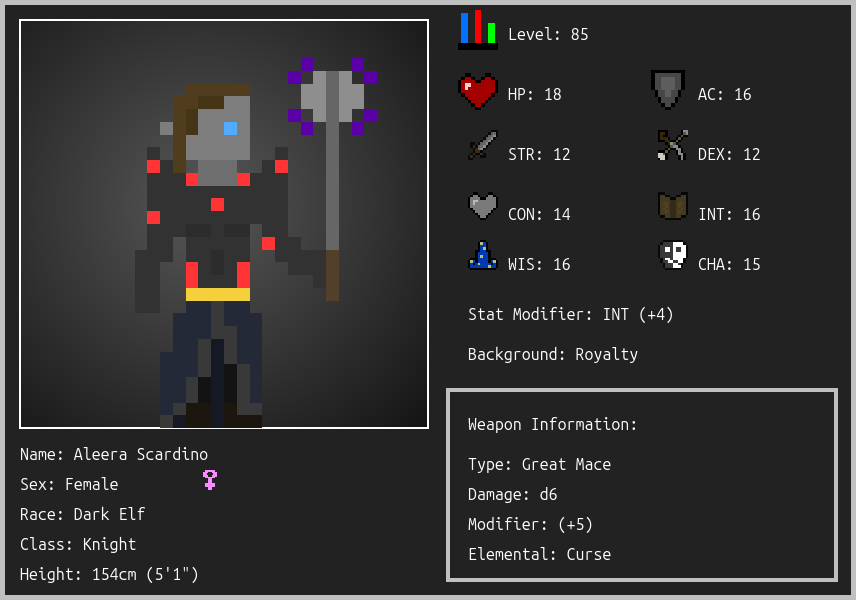 Level: 85
HP: 18
AC: 16
STR: 12
DEX: 12
CON: 14
INT: 16
WIS: 16
CHA: 15
Stat Modifier: INT (+4)
Background: Royalty
Weapon Information:
Type: Great Mace
Damage: d6
Modifier: (+5)
Elemental: Curse
Name: Aleera Scardino
Sex: Female
Race: Dark Elf
Class: Knight
Height: 154cm (5'1")